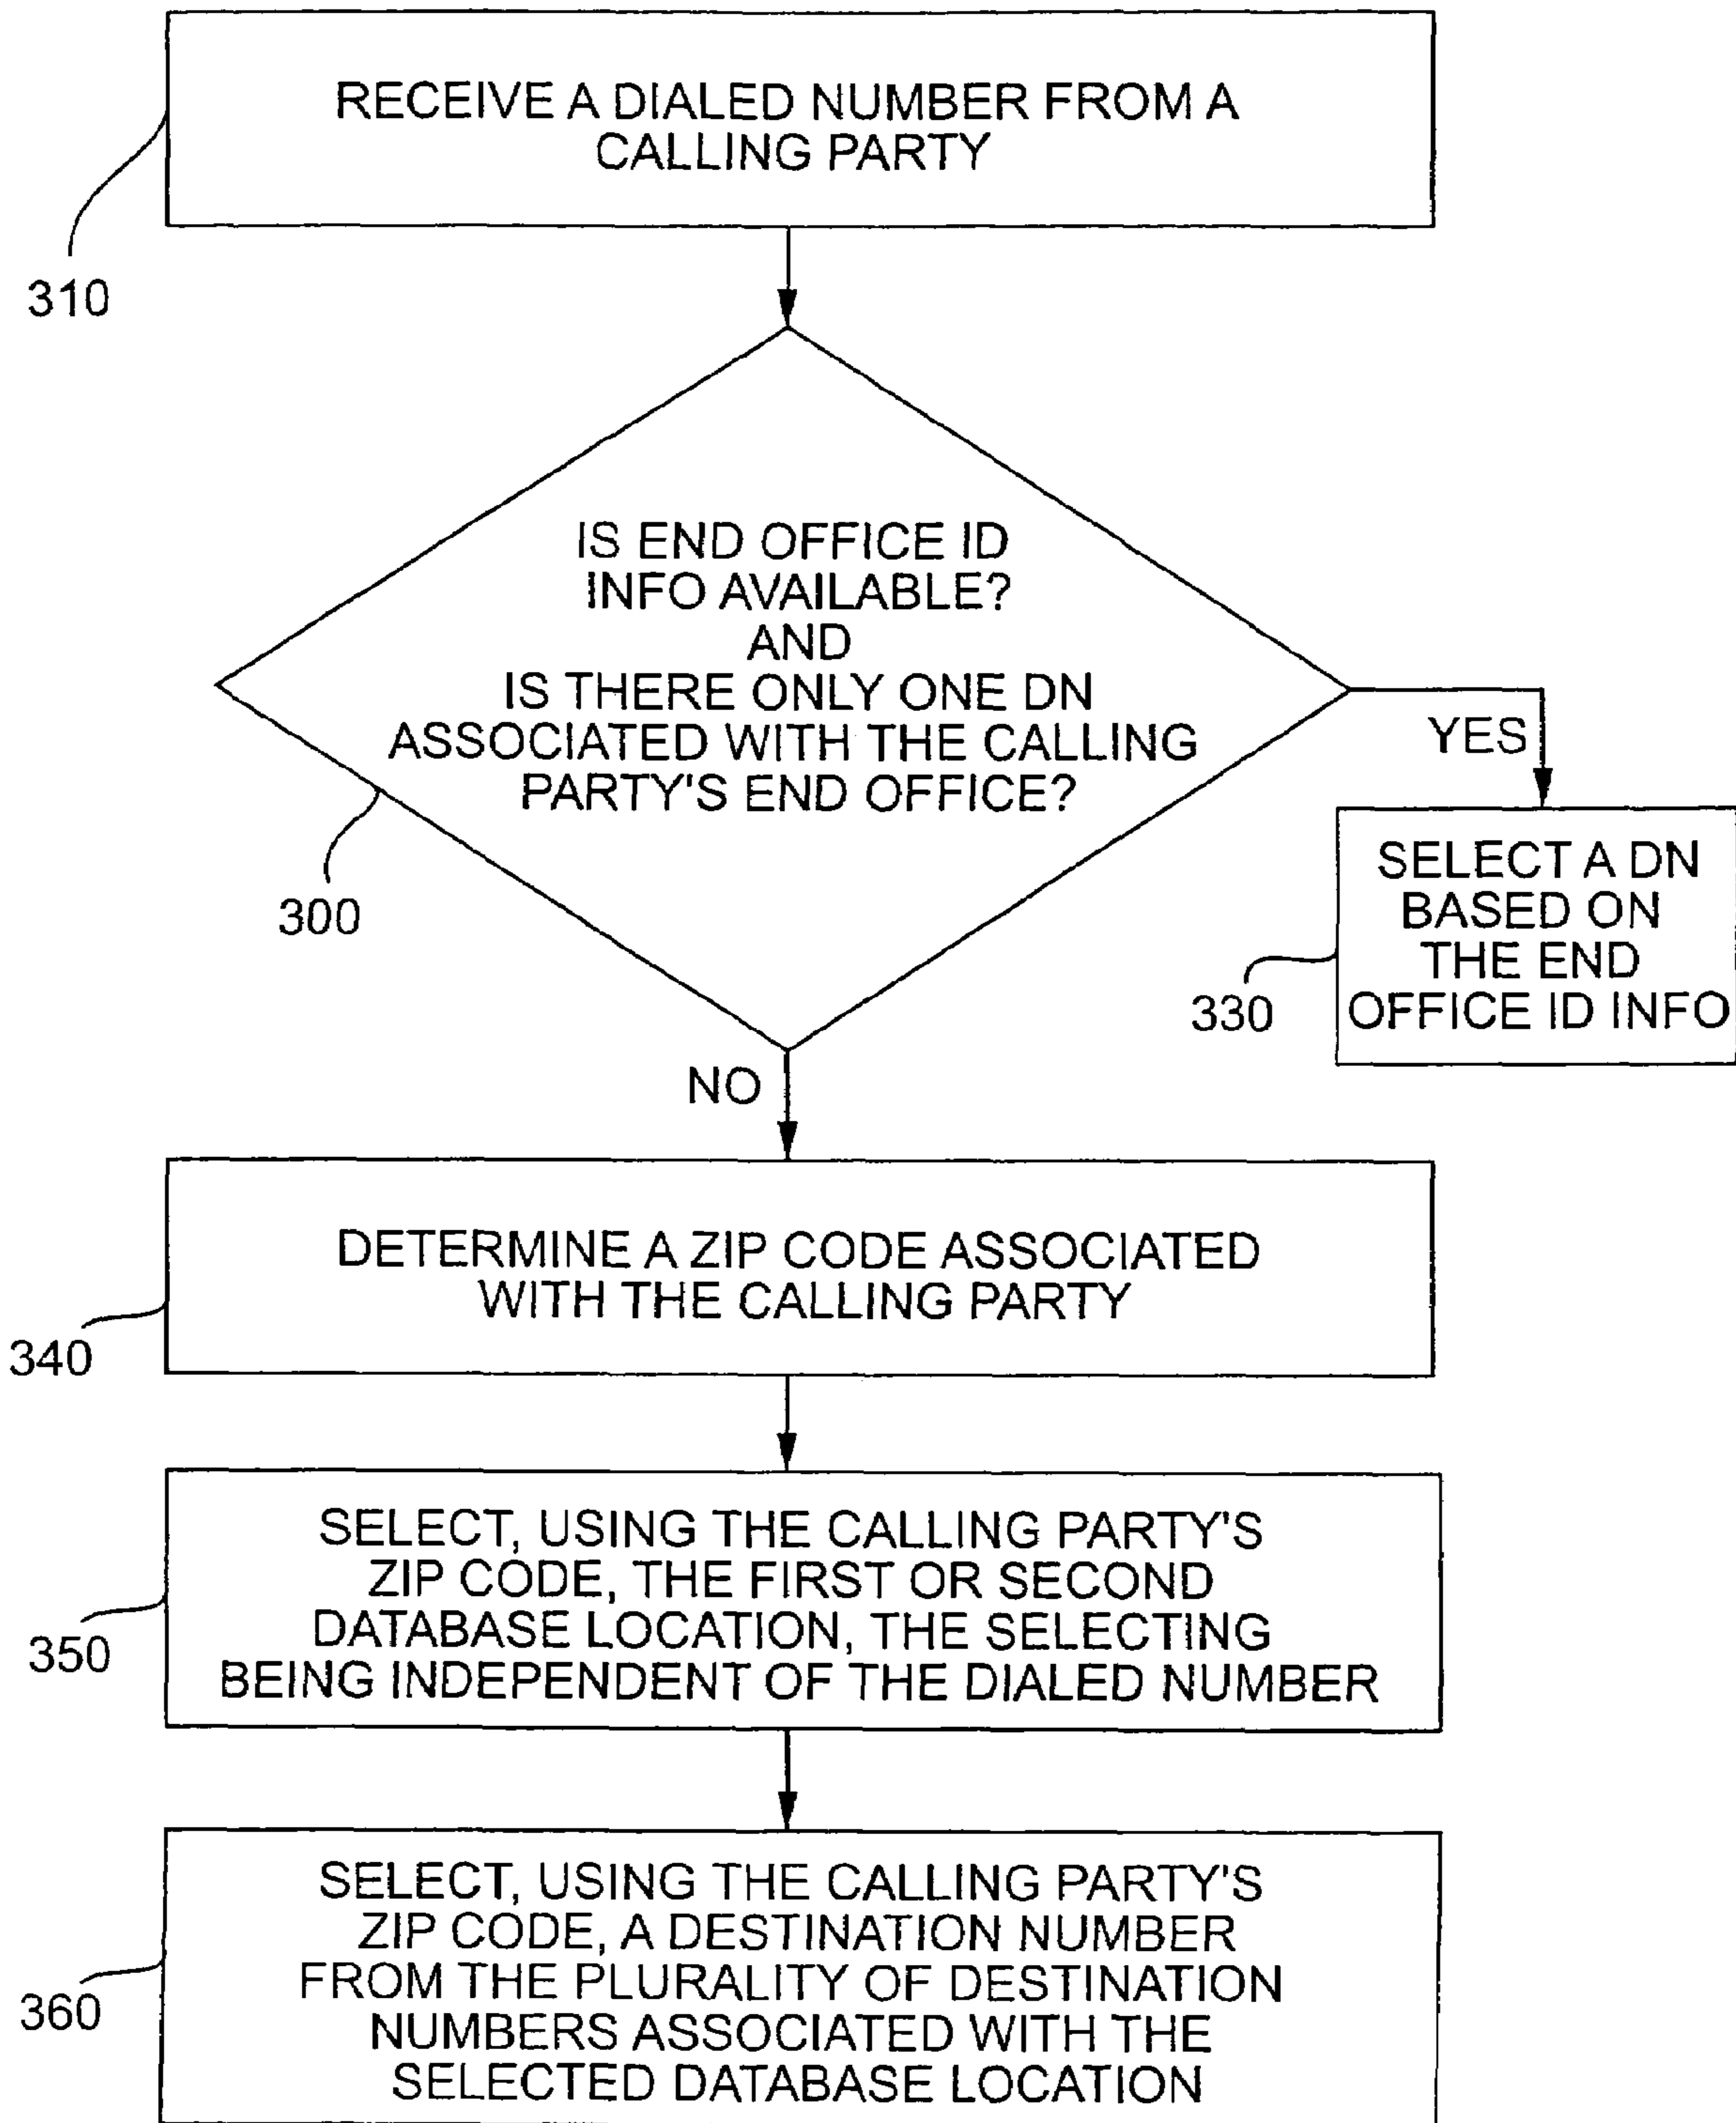 RECEIVE A DIALED NUMBER FROM A
CALLING PARTY
310
IS END OFFICE ID
INFO AVAILABLE?
AND
IS THERE ONLY ONE DN
ASSOCIATED WITH THE CALLING
PARTY'S END OFFICE?
300
YES
SELECT A DN
BASED ON
THE END
OFFICE ID INFO
330
NO
DETERMINE A ZIP CODE ASSOCIATED
WITH THE CALLING PARTY
340
SELECT, USING THE CALLING PARTY'S
ZIP CODE, THE FIRST OR SECOND
DATABASE LOCATION, THE SELECTING
BEING INDEPENDENT OF THE DIALED NUMBER
350
SELECT, USING THE CALLING PARTY'S
ZIP CODE, A DESTINATION NUMBER
FROM THE PLURALITY OF DESTINATION
NUMBERS ASSOCIATED WITH THE
SELECTED DATABASE LOCATION
360